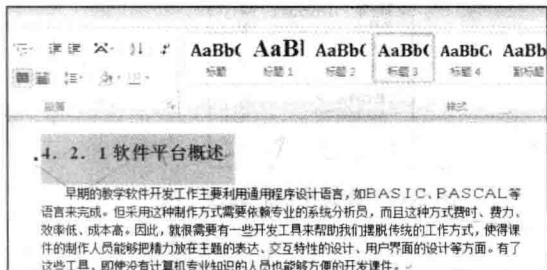 AaBb( AaBl AaBb( AaBb( AaBbC AaBb
标题 标题 1 标题 2 标题 3 标题 4 副标题
段落 样式
4．2．1 软件平台概述
早期的教学软件开发工作主要利用通用程序设计语言，如ＢＡＳＩＣ、ＰＡＳＣＡＬ等
语言来完成。但采用这种制作方式需要依赖专业的系统分析员，而且这种方式费时、费力、
效率低、成本高。因此，就很需要有一些开发工具来帮助我们摆脱传统的工作方式，使得课
件的制作人员能够把精力放在主题的表达、交互特性的设计、用户界面的设计等方面。有了
这些工具，即使没有计算机专业知识的人员也能够方便的开发课件。